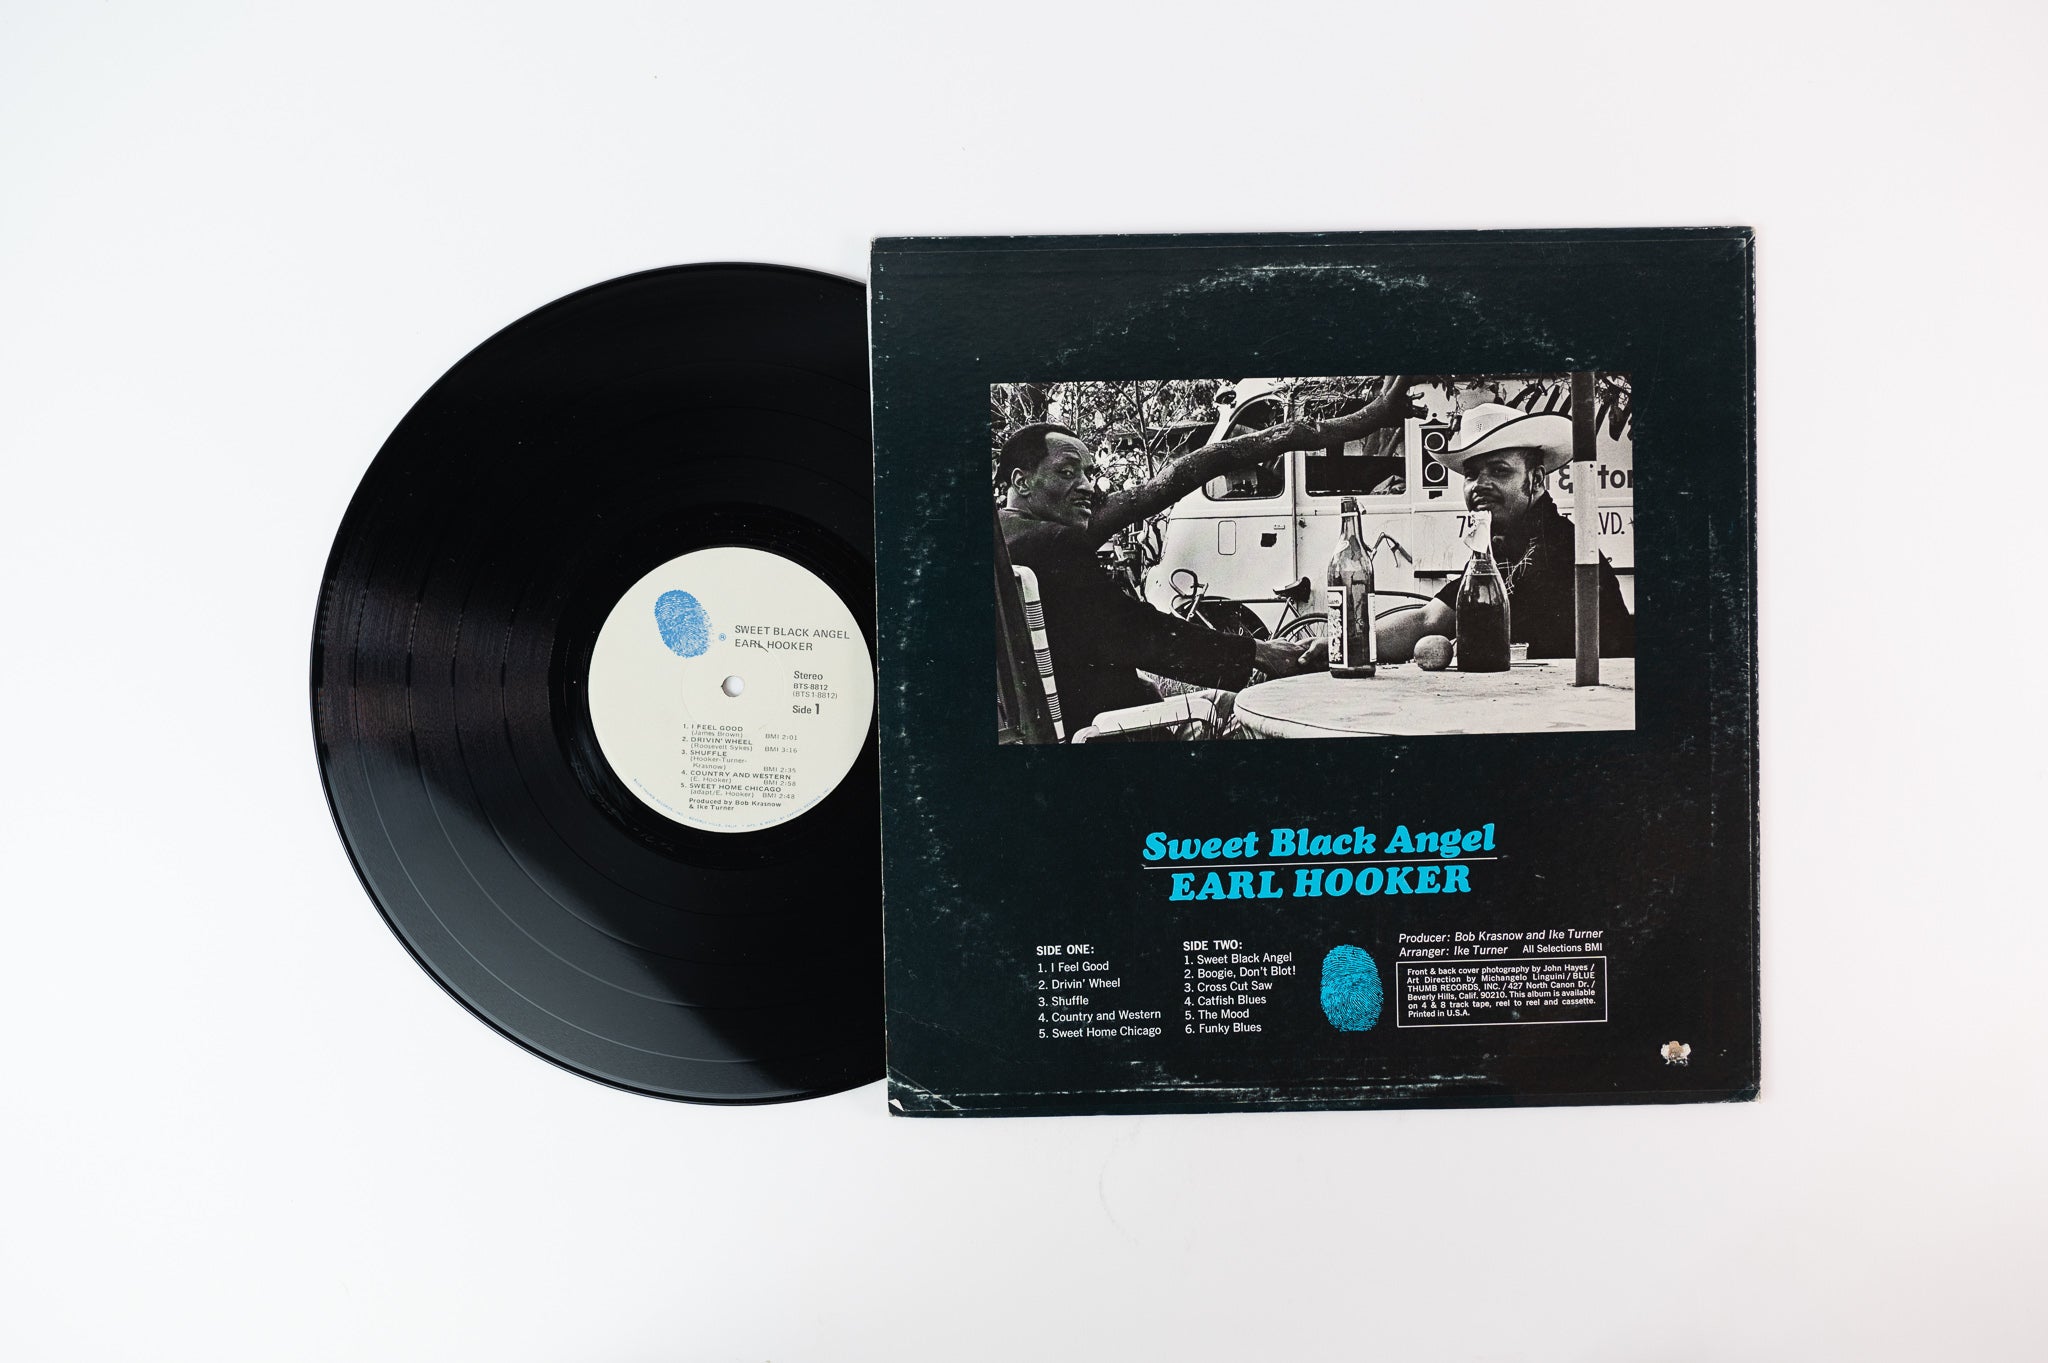 SWEET BLACK ANGEL
EARL HOOKER
®
Stereo
BTS-8812
(BTS 1-8812)
Side 1
1. I FEEL GOOD
(James Brown) BMI 2:01
2. DRIVIN' WHEEL
(Roosevelt Sykes) BMI 3:16
3. SHUFFLE
(Hooker-Turner-
Krasnow) BMI 2:35
4. COUNTRY AND WESTERN
(E. Hooker) BMI 2:58
5. SWEET HOME CHICAGO
(adapt/E. Hooker) BMI 2:48
Produced by Bob Krasnow
& Ike Turner
& tor
VD.
Sweet Black Angel
EARL HOOKER
SIDE ONE:
1. I Feel Good
2. Drivin' Wheel
3. Shuffle
4. Country and Western
5. Sweet Home Chicago
SIDE TWO:
1. Sweet Black Angel
2. Boogie, Don't Blot!
3. Cross Cut Saw
4. Catfish Blues
5. The Mood
6. Funky Blues
Producer: Bob Krasnow and Ike Turner
Arranger: Ike Turner All Selections BMI
Front & back cover photography by John Hayes /
Art Direction by Michangelo Linguini / BLUE
THUMB RECORDS, INC. / 427 North Canon Dr. /
Beverly Hills, Calif. 90210. This album is available
on 4 & 8 track tape, reel to reel and cassette.
Printed in U.S.A.